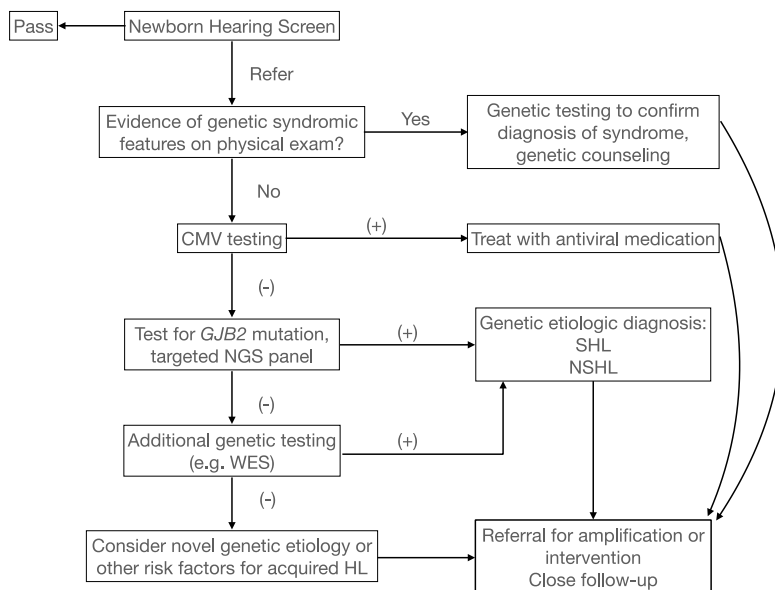 Pass
Newborn Hearing Screen
Refer
Evidence of genetic syndromic
features on physical exam?
Yes
Genetic testing to confirm
diagnosis of syndrome,
genetic counseling
No
CMV testing
(+)
Treat with antiviral medication
(-)
Test for GJB2 mutation,
targeted NGS panel
(+)
Genetic etiologic diagnosis:
SHL
NSHL
(-)
Additional genetic testing
(e.g. WES)
(+)
(-)
Consider novel genetic etiology or
other risk factors for acquired HL
Referral for amplification or
intervention
Close follow-up